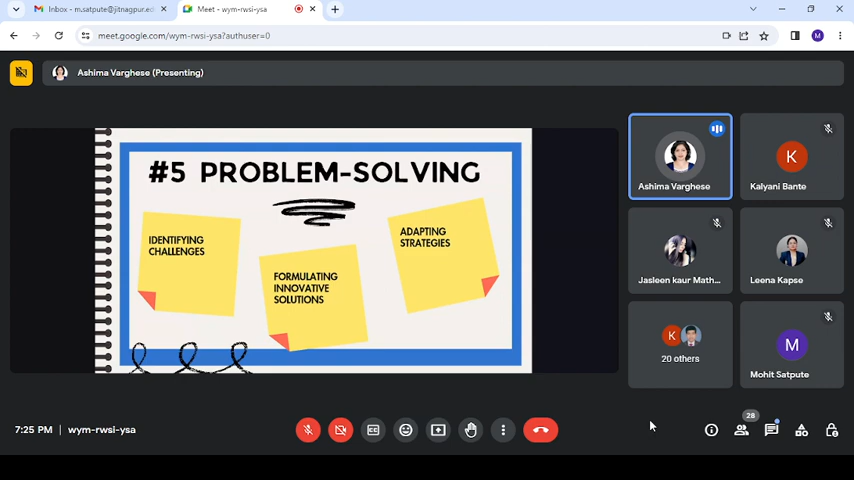 Inbox - m.satpute@jitnagpur.ed
Meet - wym-rwsi-ysa
meet.google.com/wym-rwsi-ysa?authuser=0
M
Ashima Varghese (Presenting)
#5 PROBLEM-SOLVING
IDENTIFYING
CHALLENGES
FORMULATING
INNOVATIVE
SOLUTIONS
ADAPTING
STRATEGIES
Ashima Varghese
K
Kalyani Bante
Jasleen kaur Math...
Leena Kapse
K
20 others
M
Mohit Satpute
7:25 PM | wym-rwsi-ysa
CC
28